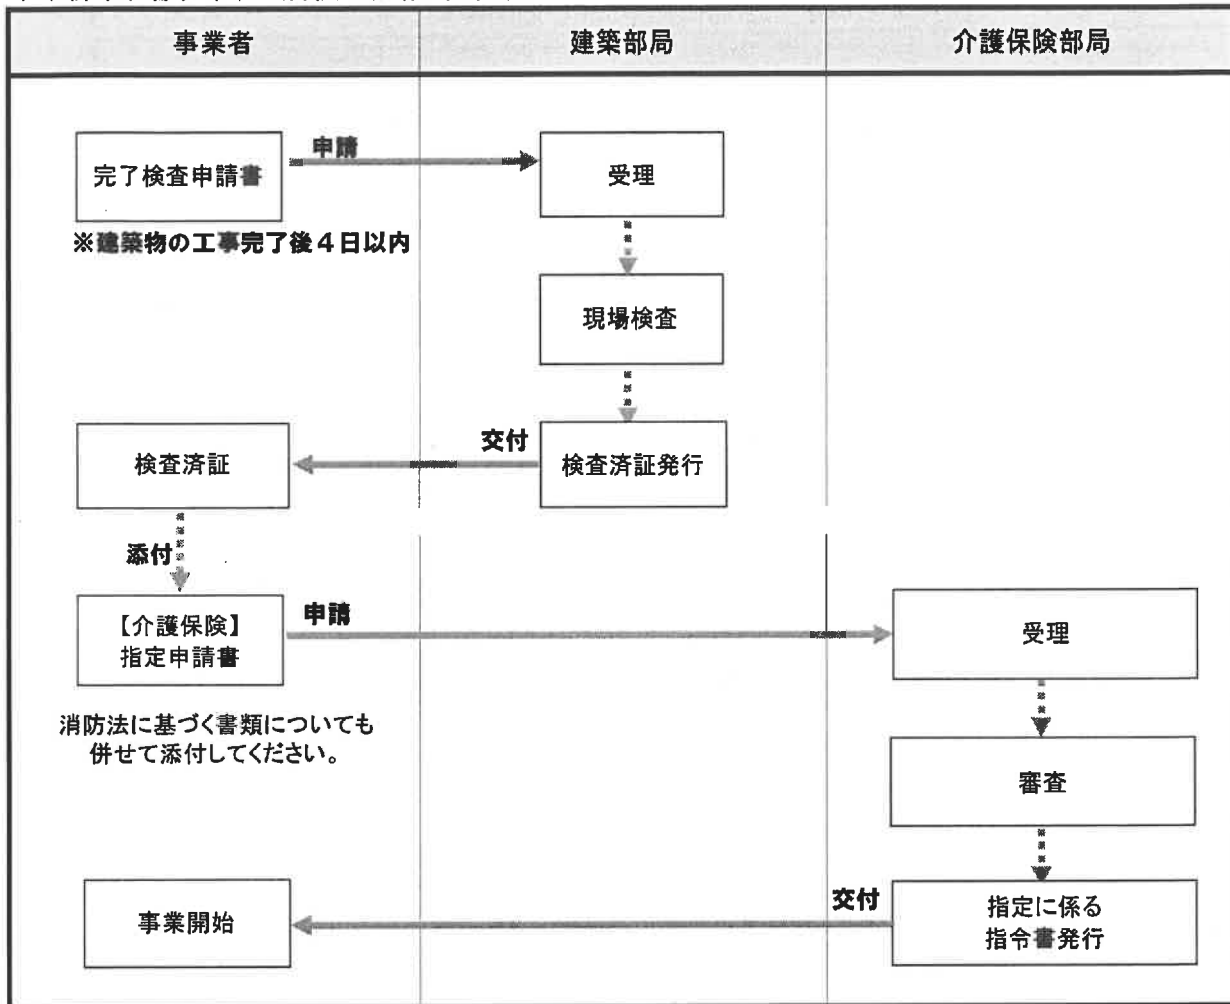 事業者
建築部局
介護保険部局
完了検査申請書
申請
受理
※建築物の工事完了後４日以内
現場検査
検査済証
交付
検査済証発行
添付
【介護保険】
指定申請書
申請
受理
消防法に基づく書類についても
併せて添付してください。
審査
事業開始
交付
指定に係る
指令書発行